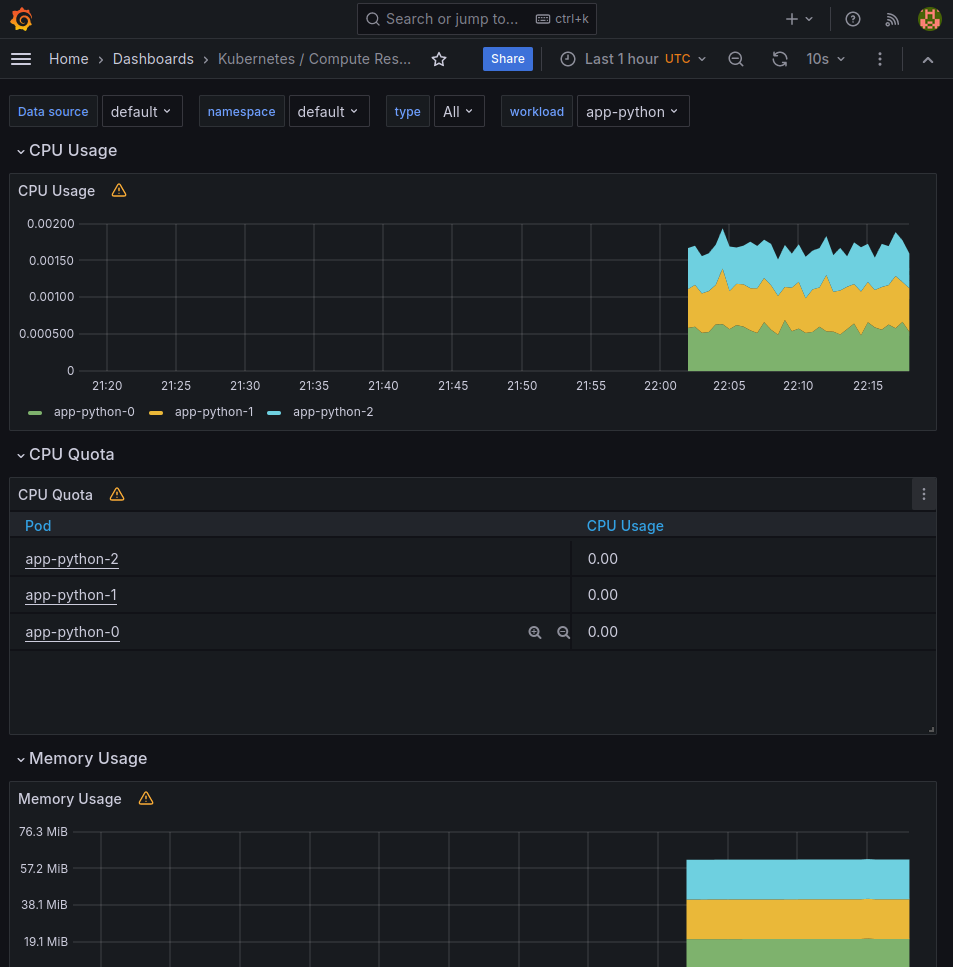 Search or jump to... ctrl+k
Home › Dashboards › Kubernetes / Compute Res... Share Last 1 hour UTC 10s
Data source default namespace default type All workload app-python
CPU Usage
CPU Usage
0.00200
0.00150
0.00100
0.000500
0
21:20 21:25 21:30 21:35 21:40 21:45 21:50 21:55 22:00 22:05 22:10 22:15
app-python-0 app-python-1 app-python-2
CPU Quota
CPU Quota
Pod CPU Usage
app-python-2 0.00
app-python-1 0.00
app-python-0 0.00
Memory Usage
Memory Usage
76.3 MiB
57.2 MiB
38.1 MiB
19.1 MiB